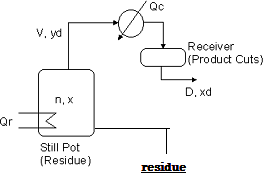 Qc
V, yd
Receiver
(Product Cuts)
D, xd
n, x
Qr
Still Pot
(Residue)
residue